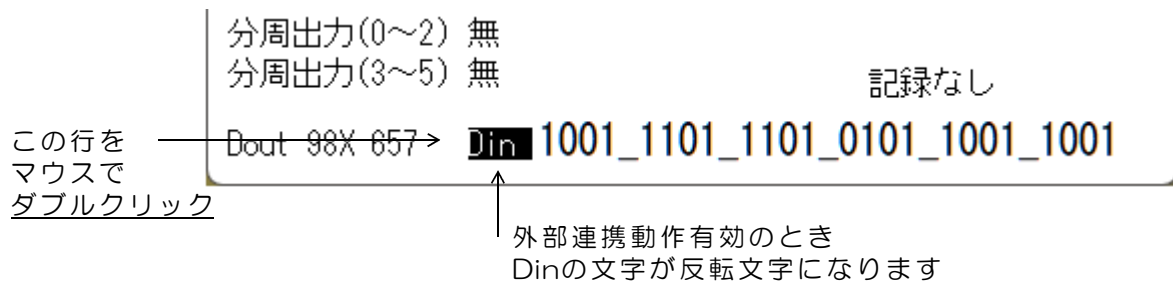 分周出力(0～2) 無
分周出力(3～5) 無
記録なし
この行を
マウスで
ダブルクリック
Dout 98X 657 Din 1001_1101_1101_0101_1001_1001
外部連携動作有効のとき
Dinの文字が反転文字になります